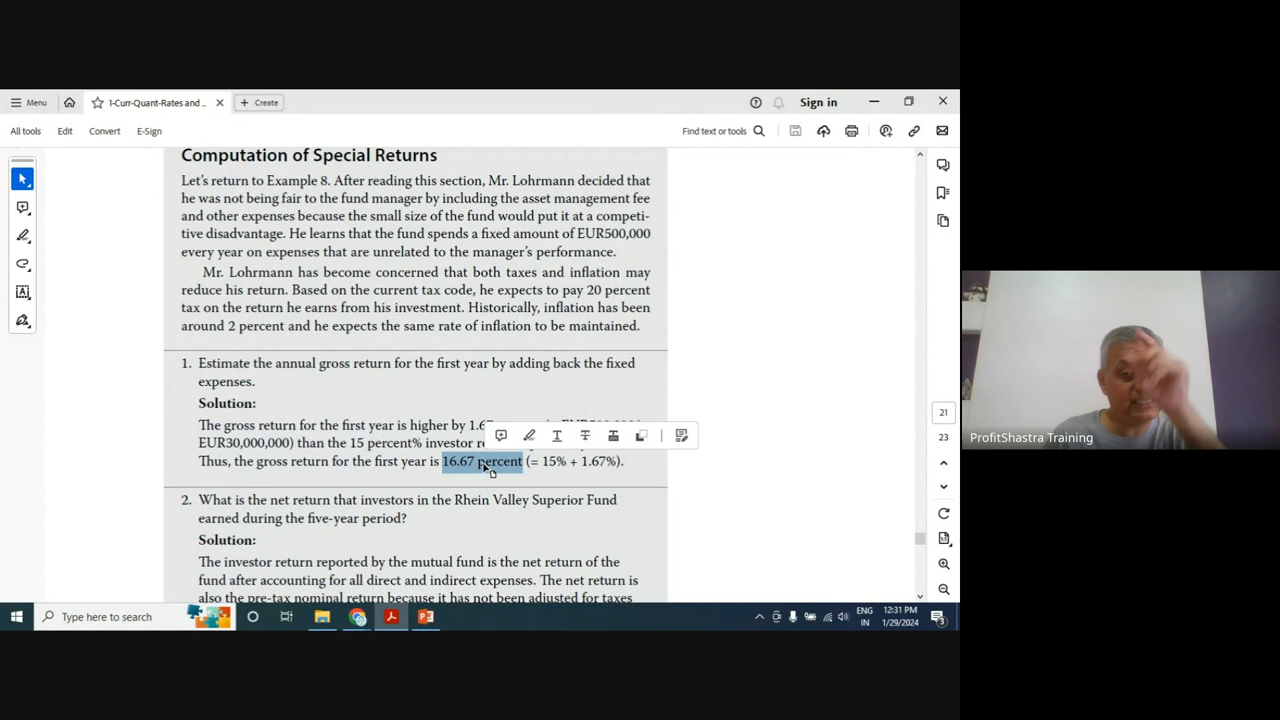 Menu
1-Curr-Quant-Rates and ...
Create
Sign in
All tools
Edit
Convert
E-Sign
Find text or tools
Computation of Special Returns
Let's return to Example 8. After reading this section, Mr. Lohrmann decided that
he was not being fair to the fund manager by including the asset management fee
and other expenses because the small size of the fund would put it at a competi-
tive disadvantage. He learns that the fund spends a fixed amount of EUR500,000
every year on expenses that are unrelated to the manager's performance.
Mr. Lohrmann has become concerned that both taxes and inflation may
reduce his return. Based on the current tax code, he expects to pay 20 percent
tax on the return he earns from his investment. Historically, inflation has been
around 2 percent and he expects the same rate of inflation to be maintained.
1. Estimate the annual gross return for the first year by adding back the fixed
expenses.
Solution:
The gross return for the first year is higher by
EUR30,000,000) than the 15 percent% investor
Thus, the gross return for the first year is 16.67 percent (= 15% + 1.67%).
2. What is the net return that investors in the Rhein Valley Superior Fund
earned during the five-year period?
Solution:
The investor return reported by the mutual fund is the net return of the
fund after accounting for all direct and indirect expenses. The net return is
also the pre-tax nominal return because it has not been adjusted for taxes
21
23
ProfitShastra Training
Type here to search
ENG
IN
12:31 PM
1/29/2024
3